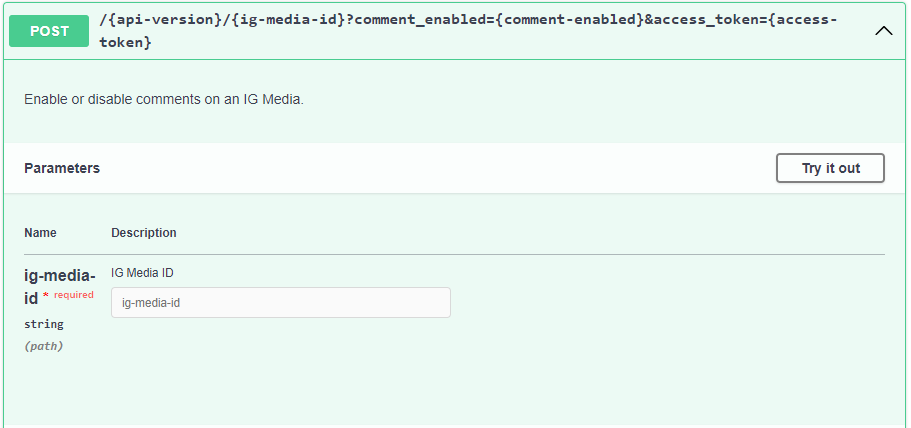 POST /{api-version}/{ig-media-id}?comment_enabled={comment-enabled}&access_token={access-
token}
Enable or disable comments on an IG Media.
Parameters Try it out
Name Description
ig-media- IG Media ID
id * required ig-media-id
string
(path)